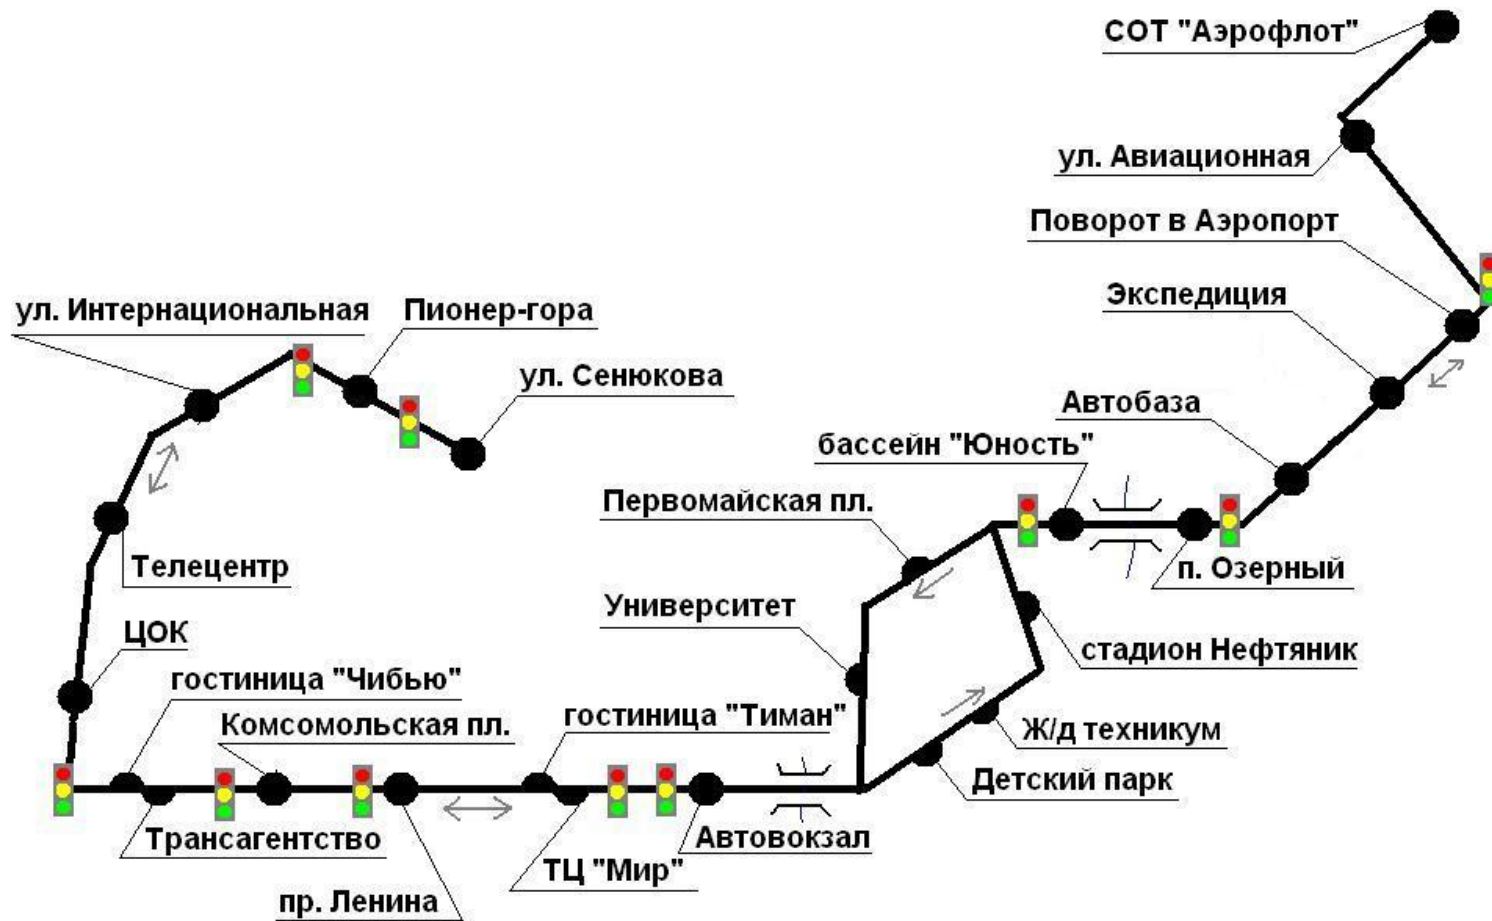 СОТ "Аэрофлот"
ул. Авиационная
Поворот в Аэропорт
Экспедиция
ул. Интернациональная
Пионер-гора
ул. Сенюкова
Автобаза
бассейн "Юность"
Первомайская пл.
Телецентр
п. Озерный
Университет
ЦОК
стадион Нефтяник
гостиница "Чибью"
Комсомольская пл.
гостиница "Тиман"
Ж/д техникум
Детский парк
Трансагентство
Автовокзал
ТЦ "Мир"
пр. Ленина